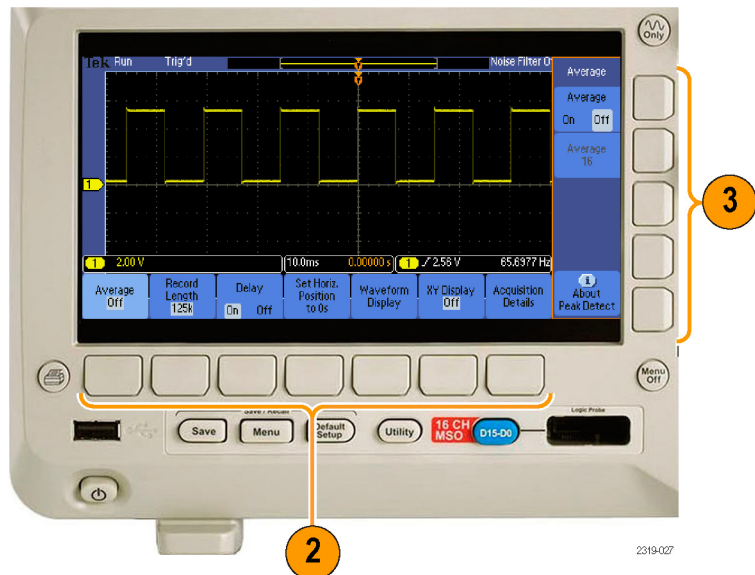 Only
Tek Run Trig'd Noise Filter O
Average
Average
On Off
Average
16
1
1 2.00 V 10.0ms 0.00000 s 1 2.56 V 65.6977 Hz
Average
Off
Record
Length
125k
Delay
On Off
Set Horiz.
Position
to 0s
Waveform
Display
XY Display
Off
Acquisition
Details
i
About
Peak Detect
3
Menu
Off
Save / Recall
Save
Menu
Default
Setup
Utility
16 CH
MSO
D15-D0
Logic Probe
2
2319-027